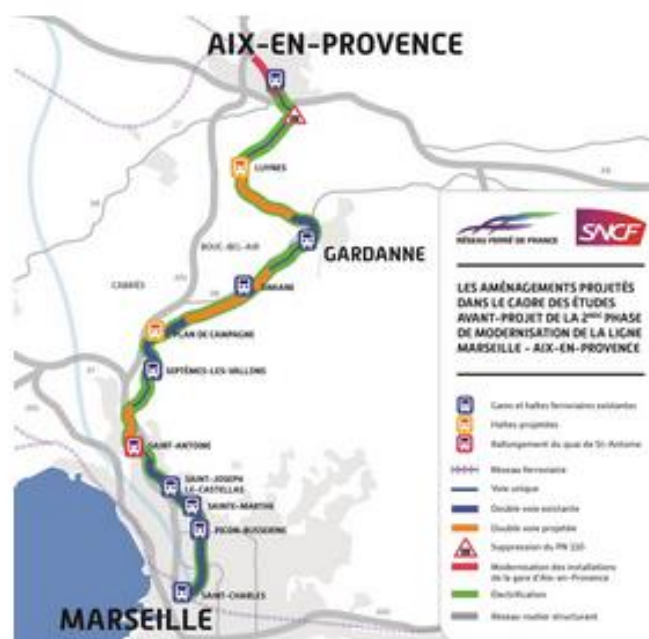 AIX-EN-PROVENCE
LUYNES
BOUC-BEL-AIR
GARDANNE
SIMIANE
CABRIÈS
PLAN DE CAMPAGNE
SEPTÈMES-LES-VALLONS
SAINT-ANTOINE
SAINT-JOSEPH
LE-CASTELLAS
SAINTE-MARTHE
PICON-BUSSERINE
SAINT-CHARLES
MARSEILLE
RÉSEAU FERRÉ DE FRANCE
SNCF
LES AMÉNAGEMENTS PROJETÉS
DANS LE CADRE DES ÉTUDES
AVANT-PROJET DE LA 2ÈME PHASE
DE MODERNISATION DE LA LIGNE
MARSEILLE - AIX-EN-PROVENCE
Gares et haltes ferroviaires existantes
Haltes projetées
Rallongement du quai de St-Antoine
Réseau ferroviaire
Voie unique
Double voie existante
Double voie projetée
Suppression du PN 110
Modernisation des installations
de la gare d'Aix-en-Provence
Électrification
Réseau routier structurant